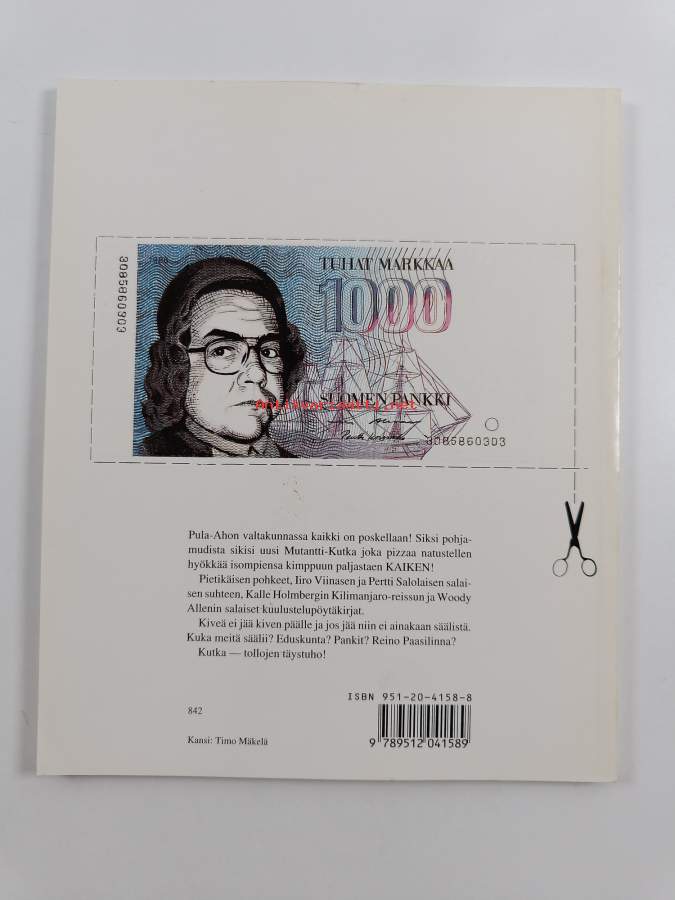 3085860303
1986
TUHAT MARKKAA
1000
SUOMEN PANKKI
Antikvariaatti.net
3085860303
Pula-Ahon valtakunnassa kaikki on poskellaan! Siksi pohja-
mudista sikisi uusi Mutantti-Kutka joka pizzaa natustellen
hyökkää isompiensa kimppuun paljastaen KAIKEN!
Pietikäisen pohkeet, Iiro Viinasen ja Pertti Salolaisen salai-
sen suhteen, Kalle Holmbergin Kilimanjaro-reissun ja Woody
Allenin salaiset kuulustelupöytäkirjat.
Kiveä ei jää kiven päälle ja jos jää niin ei ainakaan säälistä.
Kuka meitä säälii? Eduskunta? Pankit? Reino Paasilinna?
Kutka — tollojen täystuho!
ISBN 951-20-4158-8
842
Kansi: Timo Mäkelä
9 789512 041589